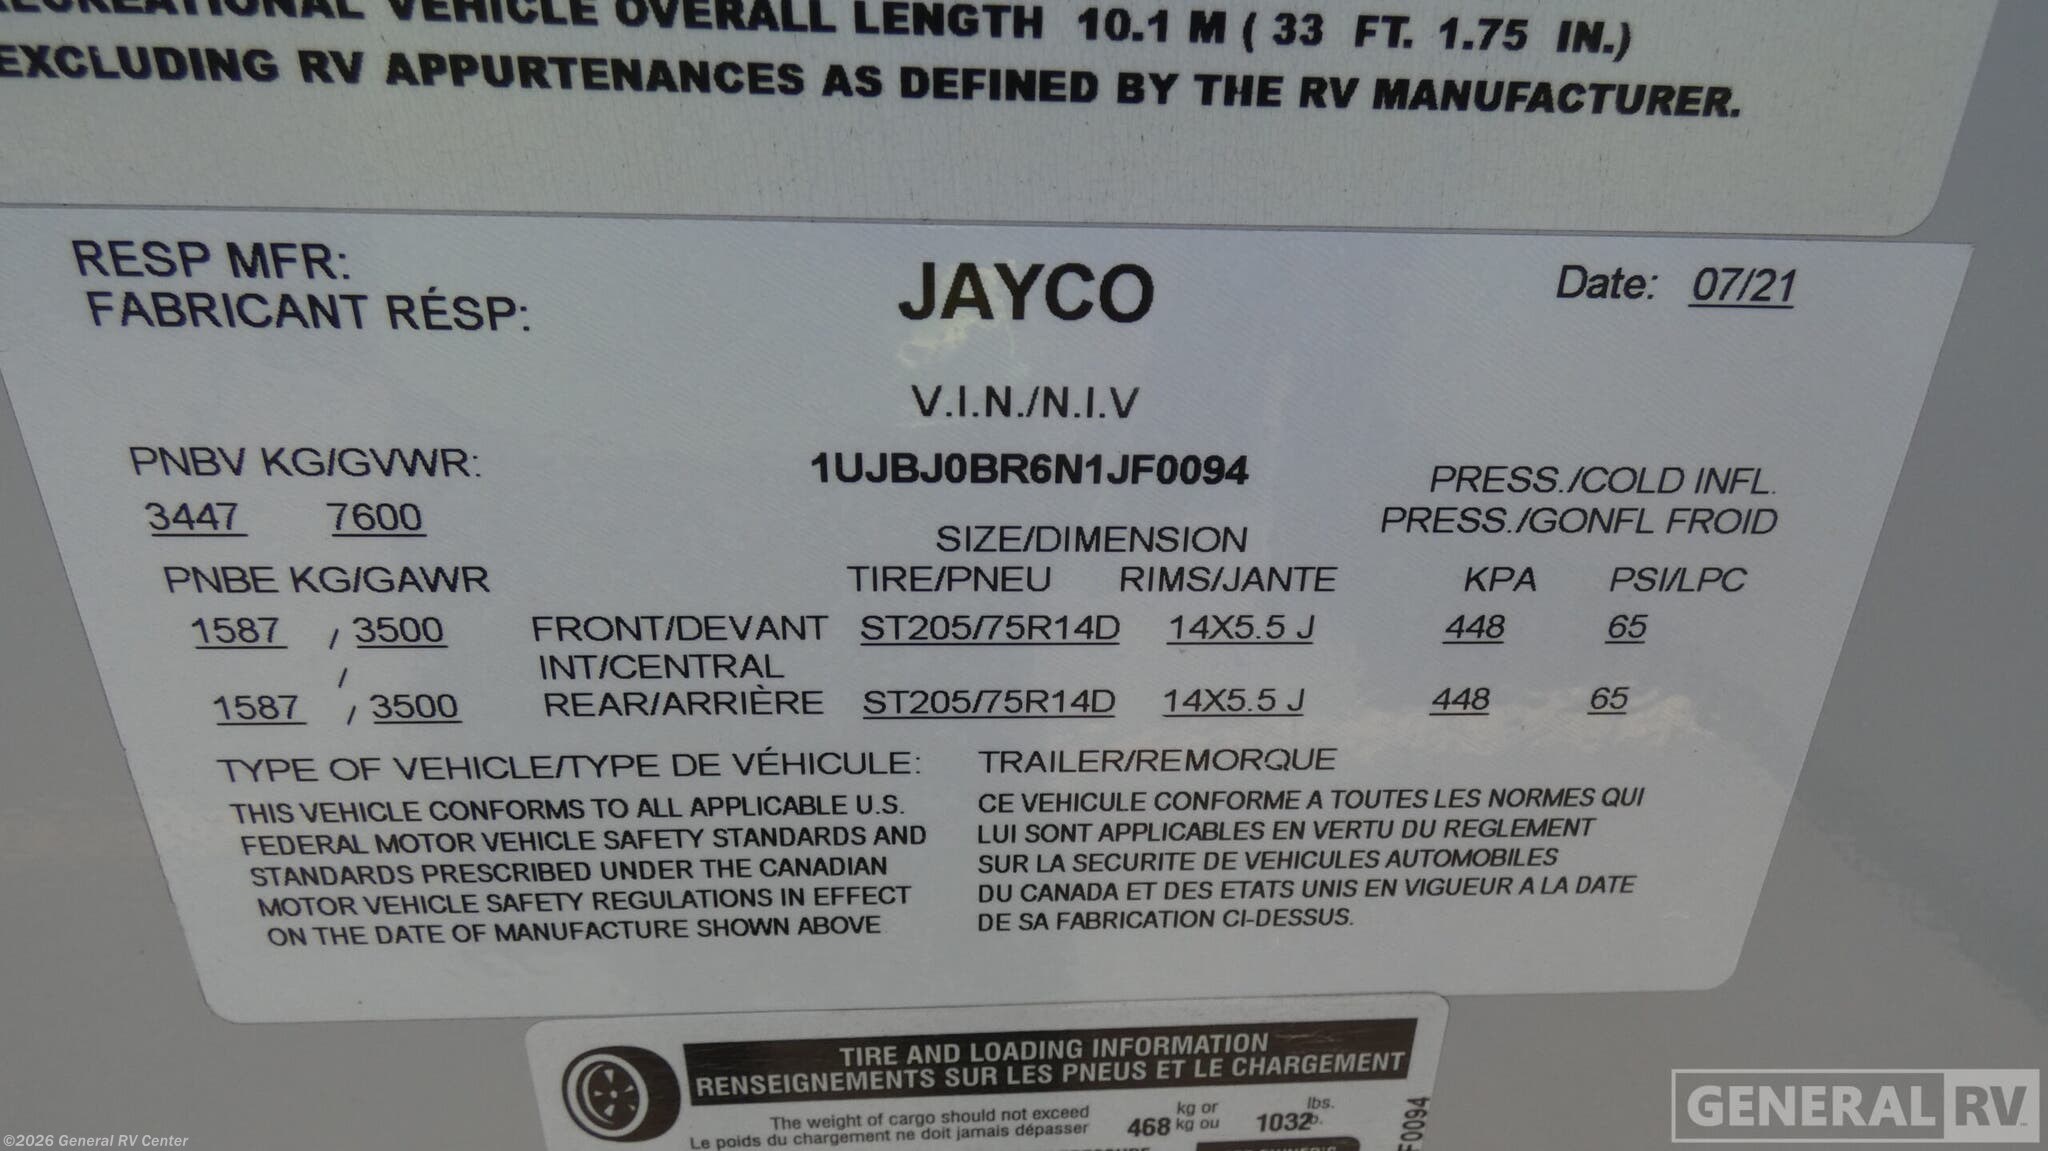 RECREATIONAL VEHICLE OVERALL LENGTH 10.1 M ( 33 FT. 1.75 IN.)
EXCLUDING RV APPURTENANCES AS DEFINED BY THE RV MANUFACTURER.
RESP MFR:
FABRICANT RÉSP:
JAYCO
Date: 07/21
V.I.N./N.I.V
PNBV KG/GVWR:
1UJBJ0BR6N1JF0094
PRESS./COLD INFL.
3447 7600
PRESS./GONFL FROID
SIZE/DIMENSION
PNBE KG/GAWR
TIRE/PNEU RIMS/JANTE KPA PSI/LPC
1587 / 3500 FRONT/DEVANT ST205/75R14D 14X5.5 J 448 65
/ INT/CENTRAL
1587 / 3500 REAR/ARRIÈRE ST205/75R14D 14X5.5 J 448 65
TYPE OF VEHICLE/TYPE DE VÉHICULE: TRAILER/REMORQUE
THIS VEHICLE CONFORMS TO ALL APPLICABLE U.S.
FEDERAL MOTOR VEHICLE SAFETY STANDARDS AND
STANDARDS PRESCRIBED UNDER THE CANADIAN
MOTOR VEHICLE SAFETY REGULATIONS IN EFFECT
ON THE DATE OF MANUFACTURE SHOWN ABOVE
CE VEHICULE CONFORME A TOUTES LES NORMES QUI
LUI SONT APPLICABLES EN VERTU DU REGLEMENT
SUR LA SECURITE DE VEHICULES AUTOMOBILES
DU CANADA ET DES ETATS UNIS EN VIGUEUR A LA DATE
DE SA FABRICATION CI-DESSUS.
TIRE AND LOADING INFORMATION
RENSEIGNEMENTS SUR LES PNEUS ET LE CHARGEMENT
The weight of cargo should not exceed 468 kg or 1032 lbs.
Le poids du chargement ne doit jamais dépasser kg ou
F0094
©2026 General RV Center
GENERAL RV